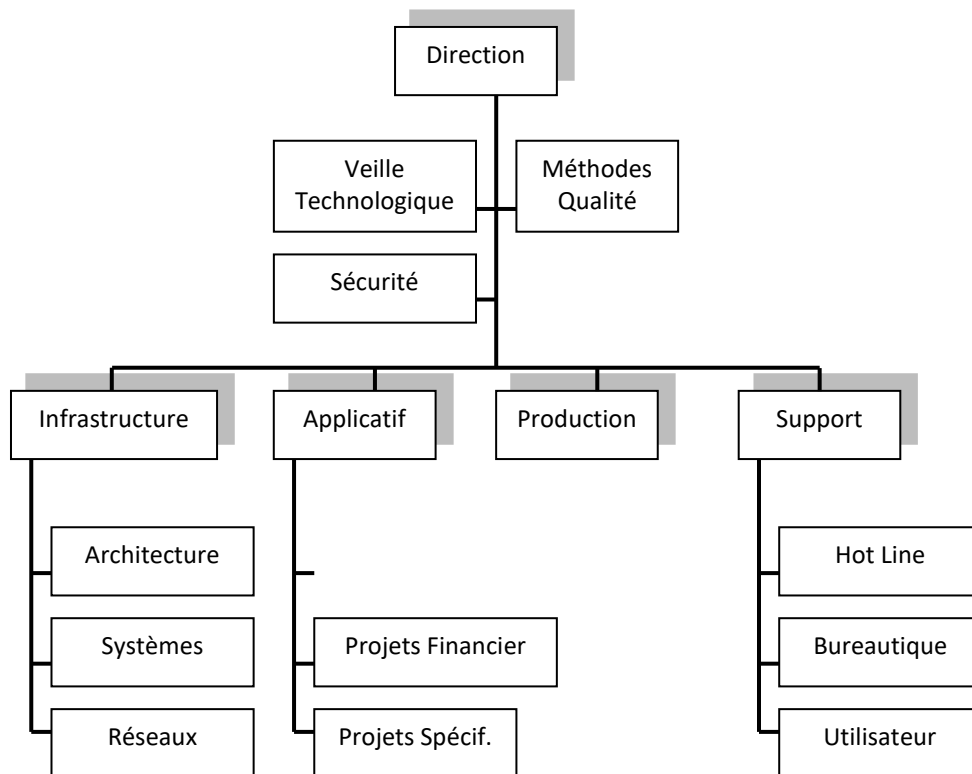 Direction
Veille
Technologique
Méthodes
Qualité
Sécurité
Infrastructure
Applicatif
Production
Support
Architecture
Hot Line
Systèmes
Projets Financier
Bureautique
Réseaux
Projets Spécif.
Utilisateur